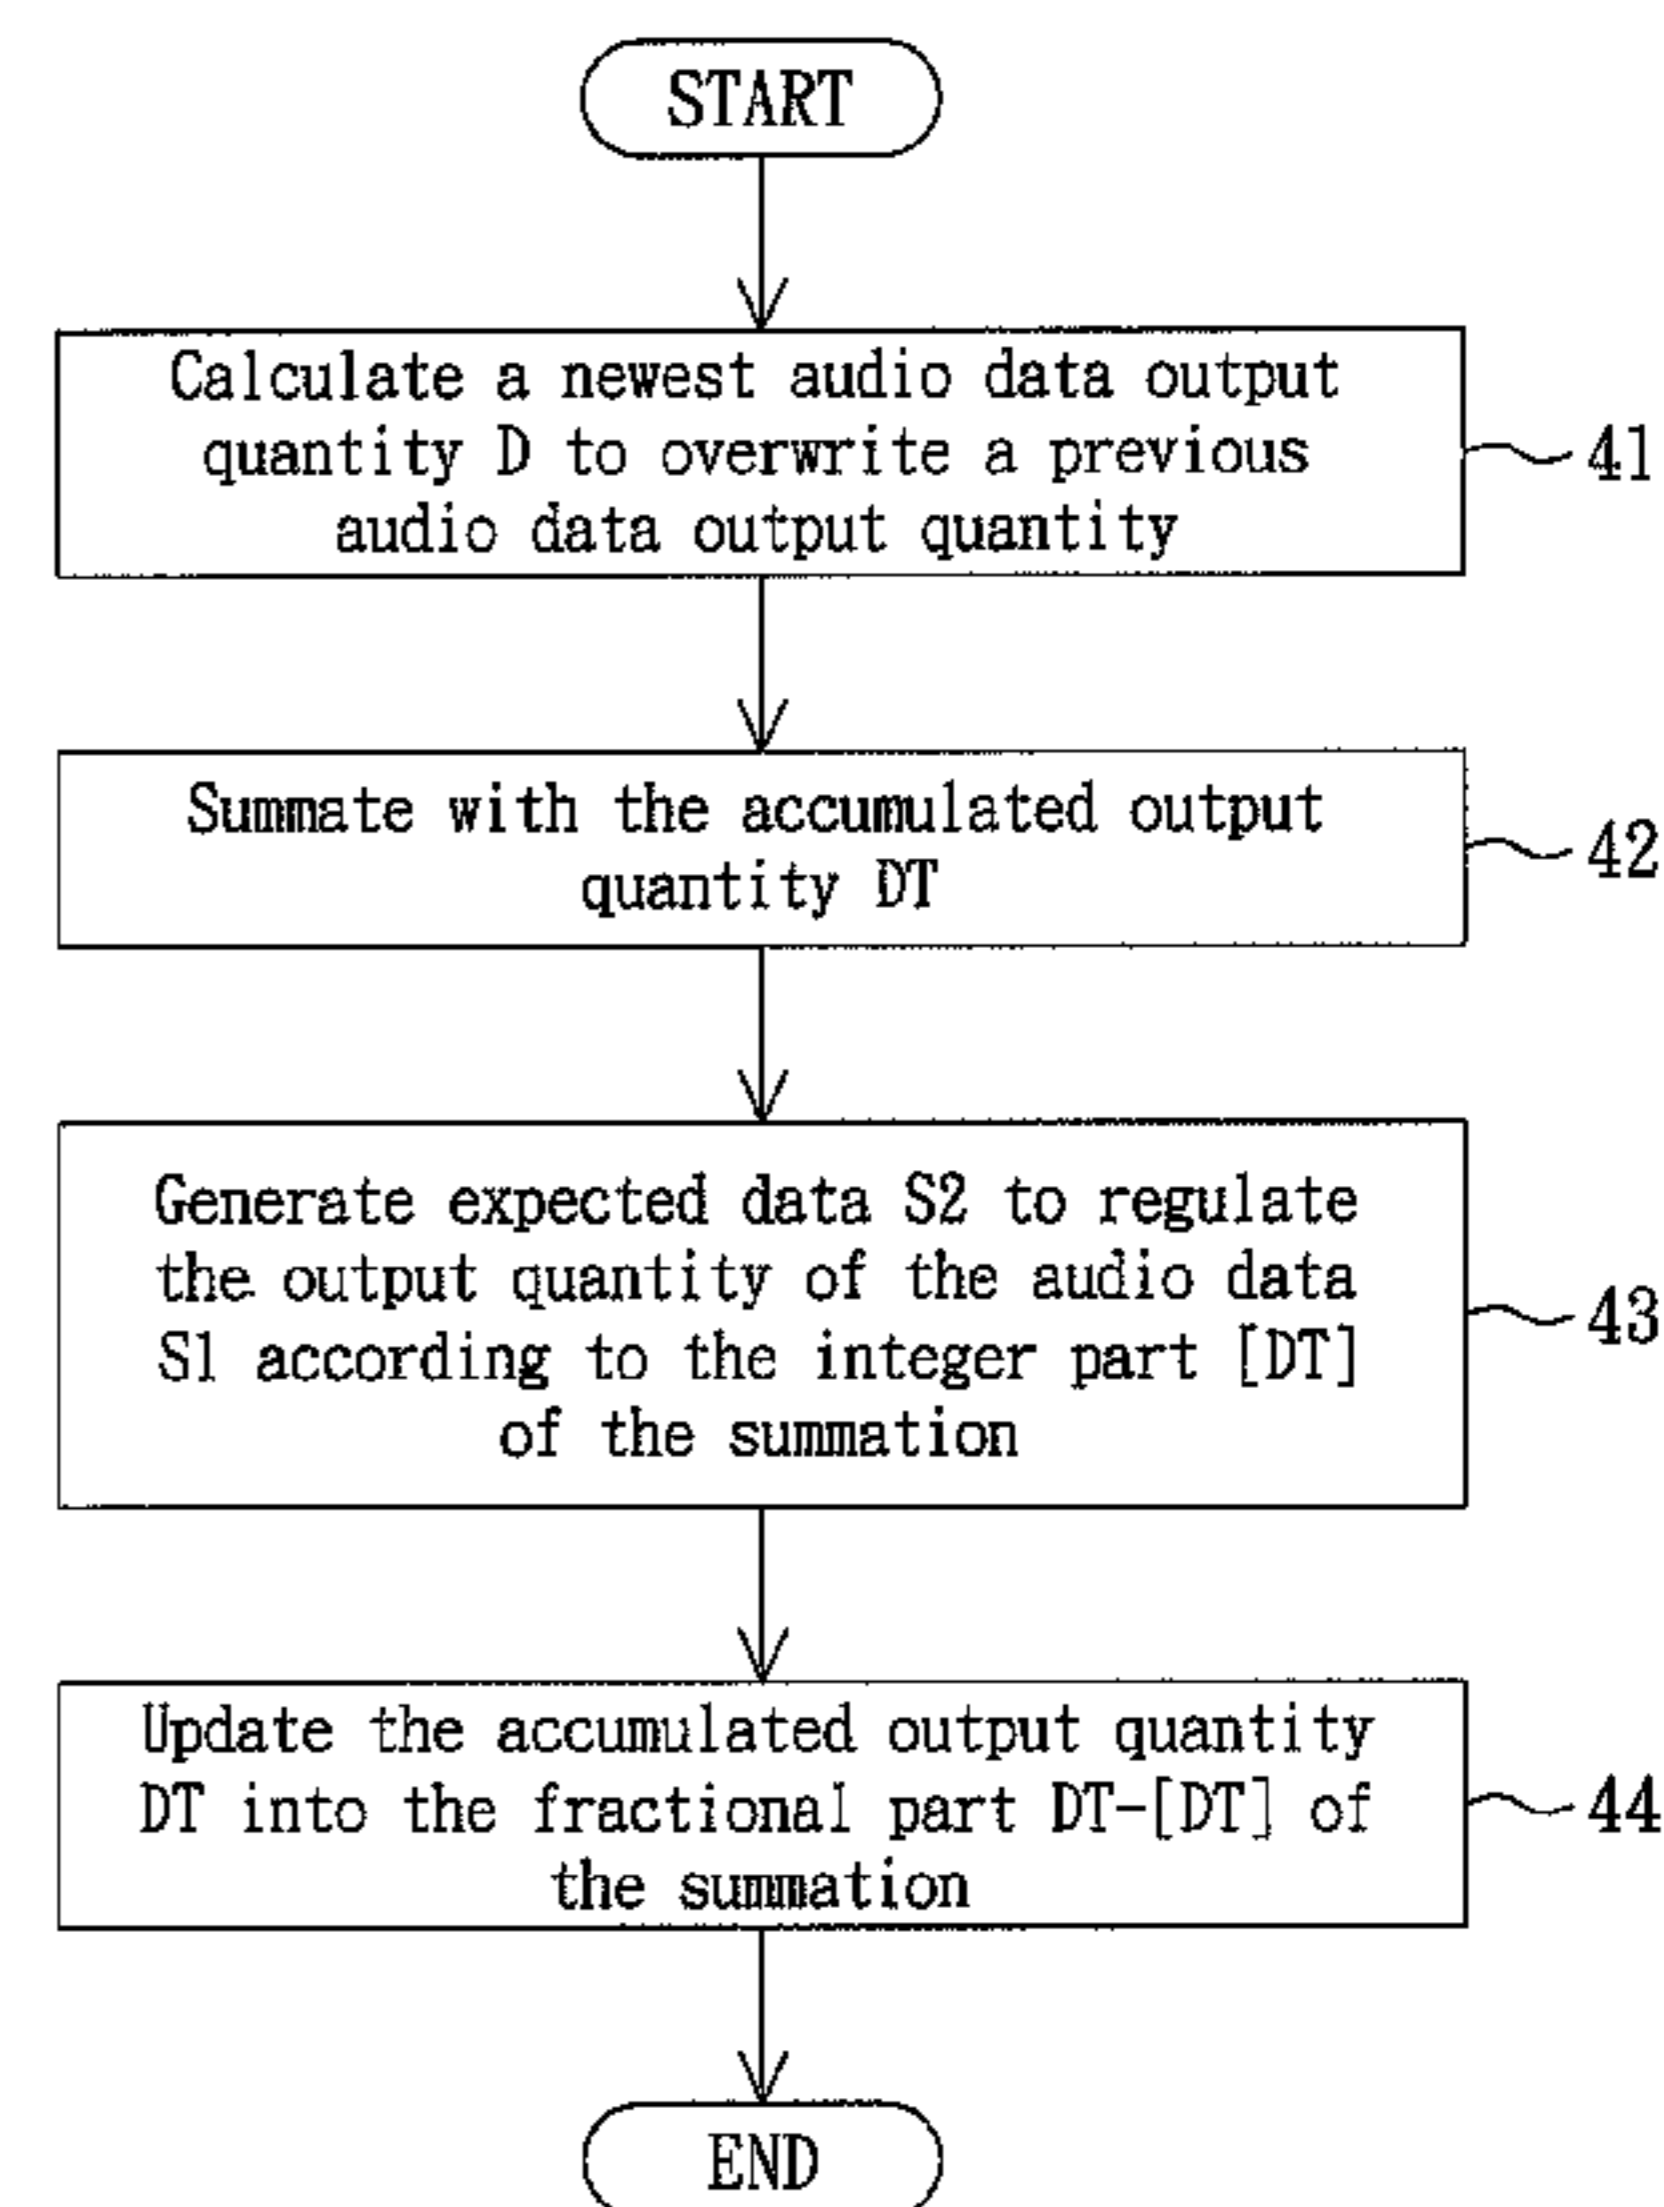 START
Calculate a newest audio data output
quantity D to overwrite a previous
audio data output quantity
41
Summate with the accumulated output
quantity DT
42
Generate expected data S2 to regulate
the output quantity of the audio data
S1 according to the integer part [DT]
of the summation
43
Update the accumulated output quantity
DT into the fractional part DT-[DT] of
the summation
44
END